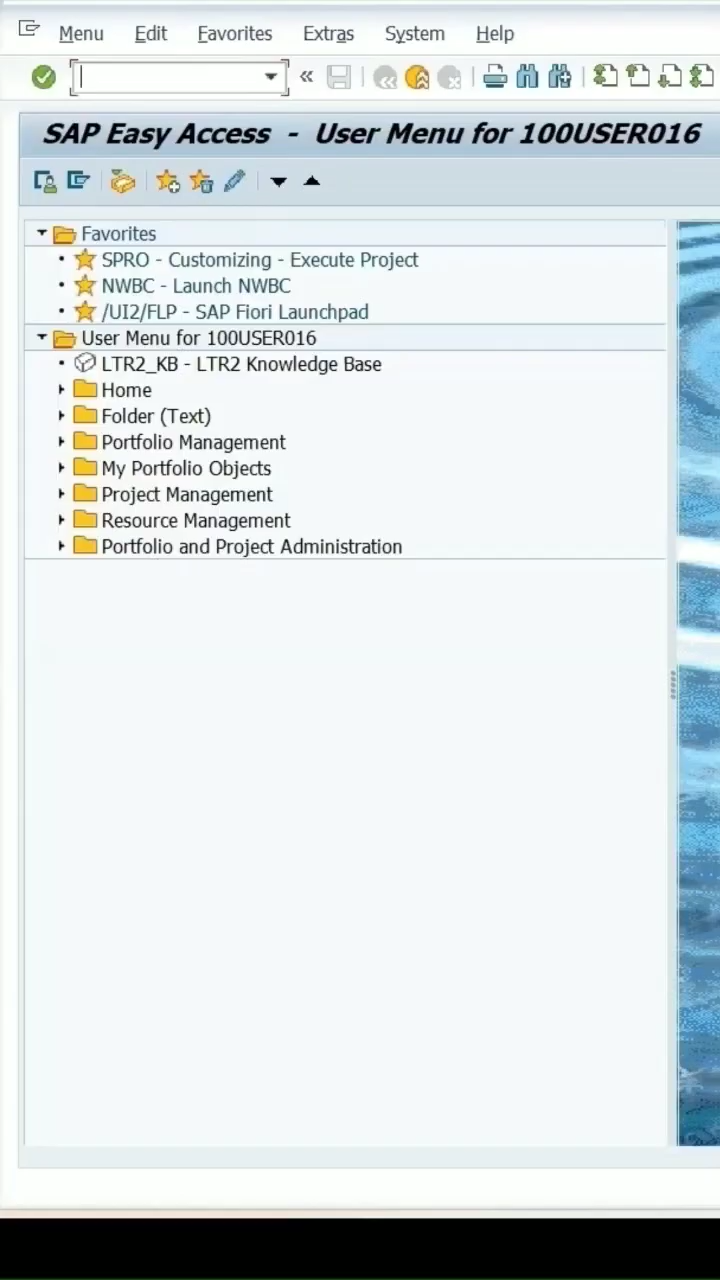 Menu Edit Favorites Extras System Help
SAP Easy Access - User Menu for 100USER016
Favorites
SPRO - Customizing - Execute Project
NWBC - Launch NWBC
/UI2/FLP - SAP Fiori Launchpad
User Menu for 100USER016
LTR2_KB - LTR2 Knowledge Base
Home
Folder (Text)
Portfolio Management
My Portfolio Objects
Project Management
Resource Management
Portfolio and Project Administration